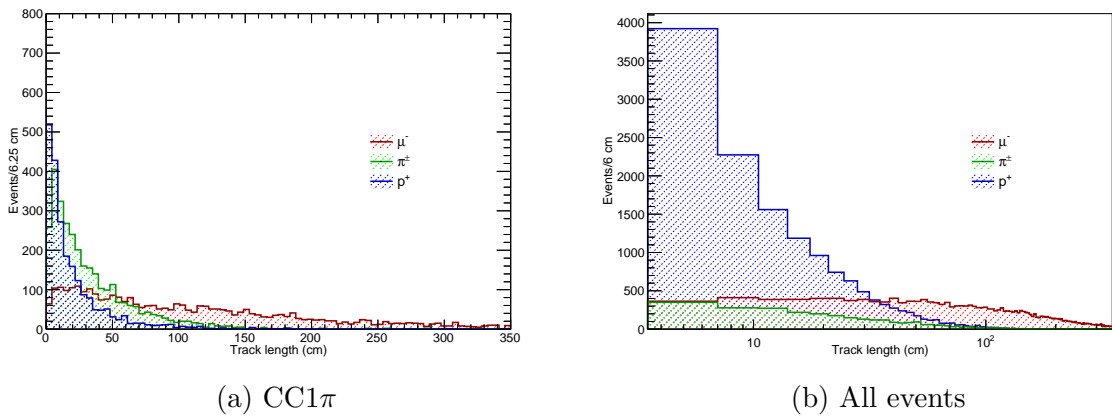 800
700
600
500
400
300
200
100
0
Events/6.25 cm
μ⁻
π±
p⁺
0 50 100 150 200 250 300 350
Track length (cm)
(a) CC1π
4000
3500
3000
2500
2000
1500
1000
500
0
Events/6 cm
μ⁻
π±
p⁺
10 10²
Track length (cm)
(b) All events